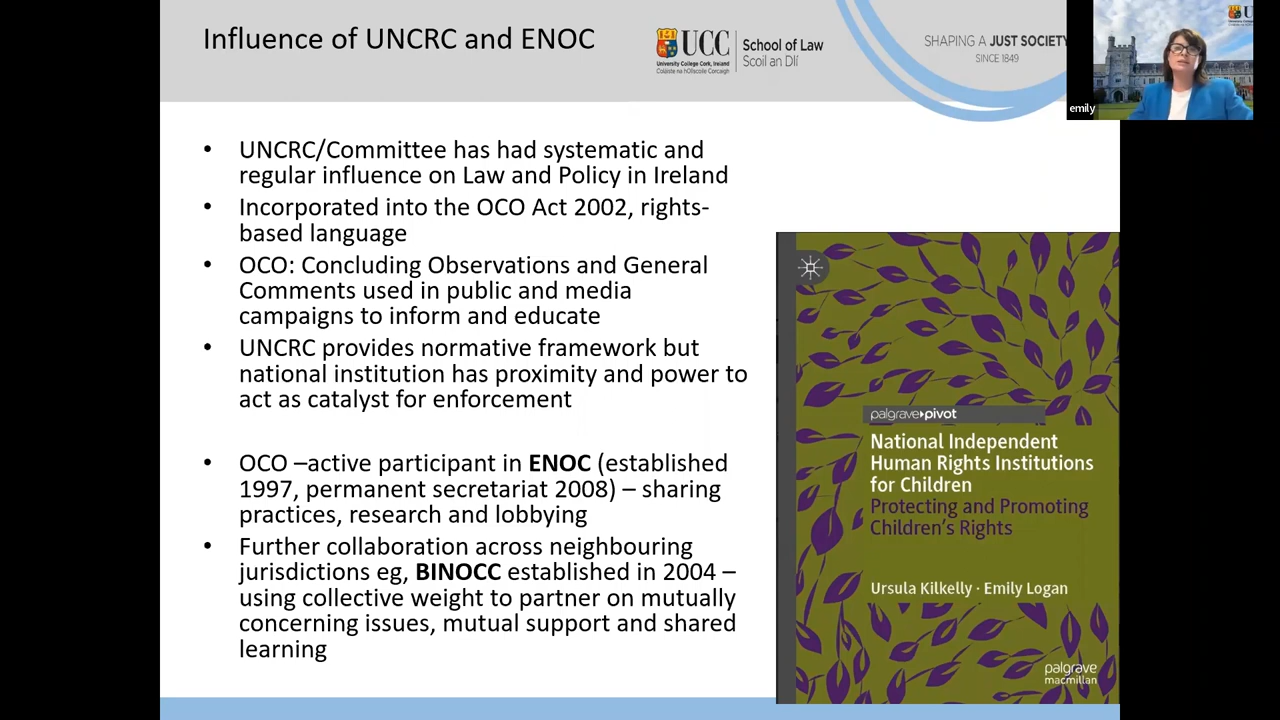 Influence of UNCRC and ENOC
UCC
University College Cork, Ireland
Coláiste na hOllscoile Corcaigh
School of Law
Scoil an Dlí
SHAPING A JUST SOCIETY
SINCE 1849
emily
• UNCRC/Committee has had systematic and
regular influence on Law and Policy in Ireland
• Incorporated into the OCO Act 2002, rights-
based language
• OCO: Concluding Observations and General
Comments used in public and media
campaigns to inform and educate
• UNCRC provides normative framework but
national institution has proximity and power to
act as catalyst for enforcement
• OCO –active participant in ENOC (established
1997, permanent secretariat 2008) – sharing
practices, research and lobbying
• Further collaboration across neighbouring
jurisdictions eg, BINOCC established in 2004 –
using collective weight to partner on mutually
concerning issues, mutual support and shared
learning
palgrave pivot
National Independent
Human Rights Institutions
for Children
Protecting and Promoting
Children's Rights
Ursula Kilkelly · Emily Logan
palgrave
macmillan